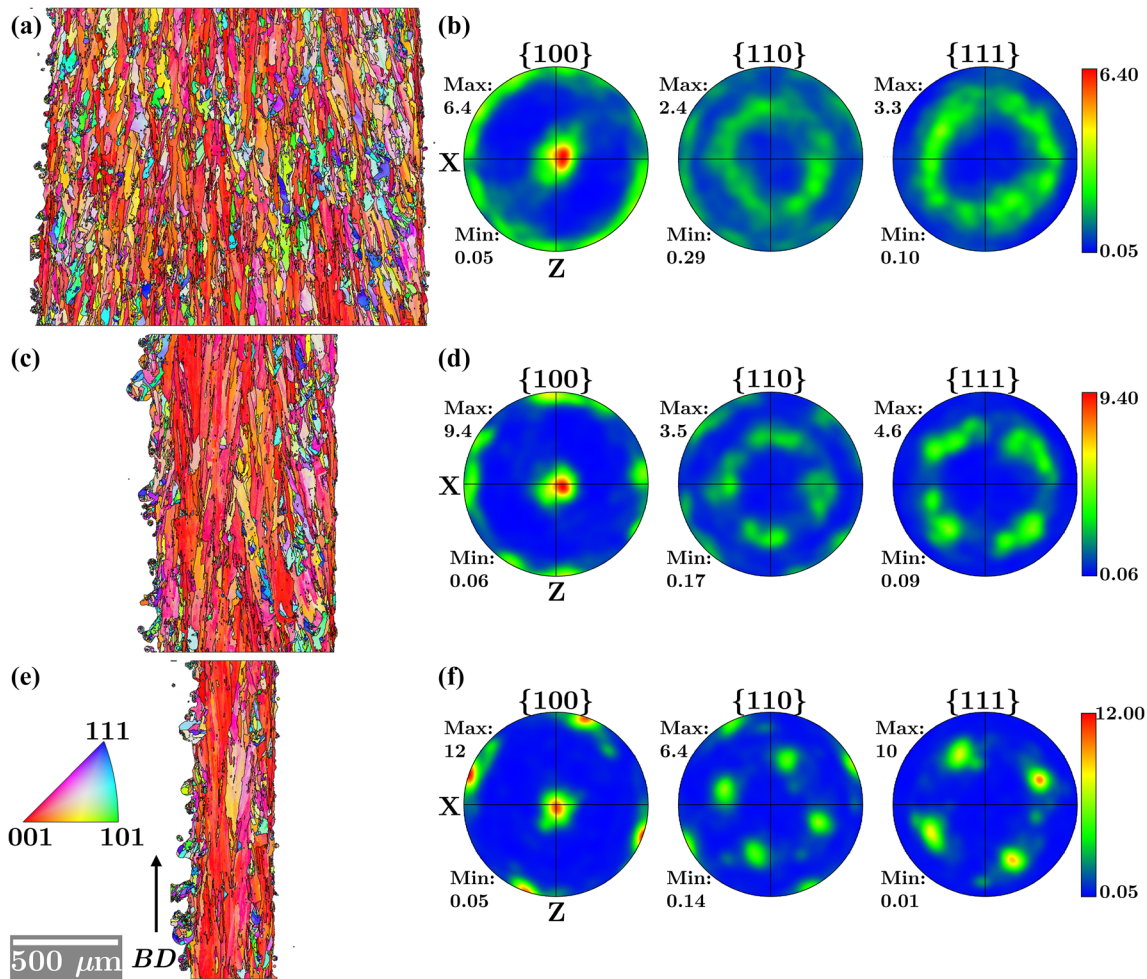 (a)
(b)
{100} {110} {111}
Max: 6.4
Max: 2.4
Max: 3.3
6.40
X
Min: 0.05
Min: 0.29
Min: 0.10
0.05
Z
(c)
(d)
{100} {110} {111}
Max: 9.4
Max: 3.5
Max: 4.6
9.40
X
Min: 0.06
Min: 0.17
Min: 0.09
0.06
Z
(e)
(f)
{100} {110} {111}
Max: 12
Max: 6.4
Max: 10
12.00
111
X
001 101
Min: 0.05
Min: 0.14
Min: 0.01
0.05
Z
500 μm
BD